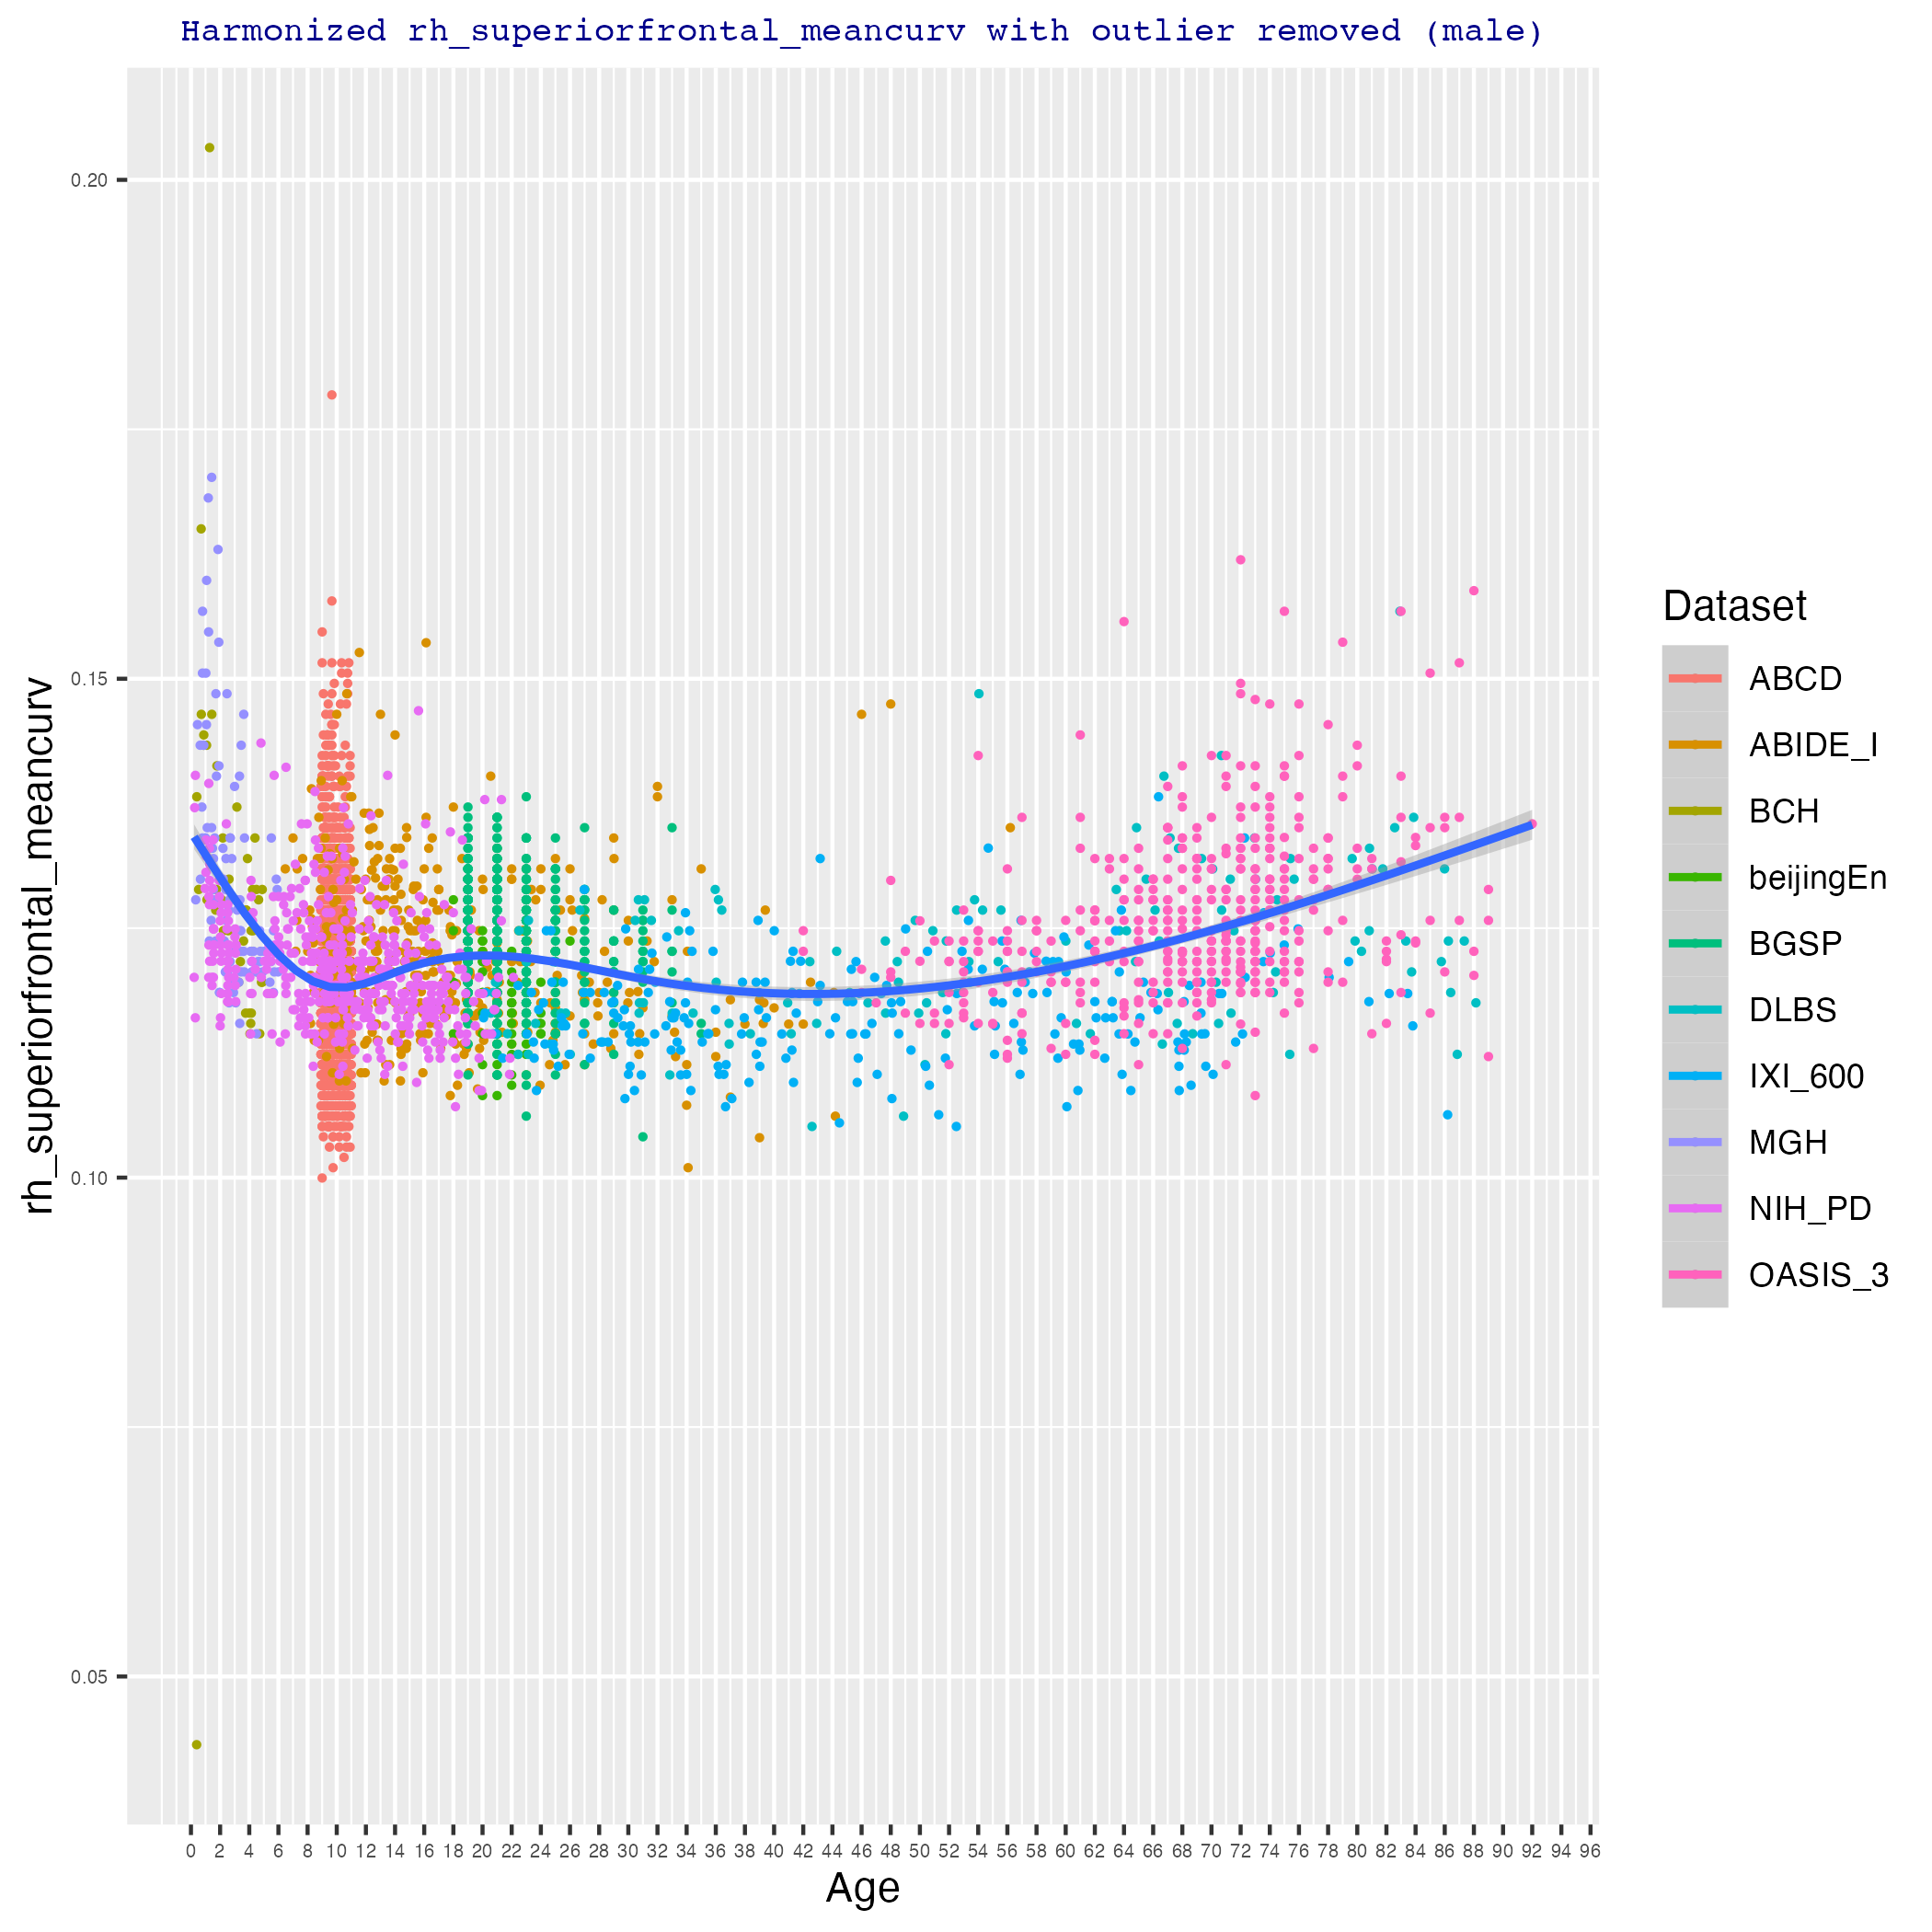 Harmonized rh_superiorfrontal_meancurv with outlier removed (male)
rh_superiorfrontal_meancurv
0.20
0.15
0.10
0.05
0 2 4 6 8 10 12 14 16 18 20 22 24 26 28 30 32 34 36 38 40 42 44 46 48 50 52 54 56 58 60 62 64 66 68 70 72 74 76 78 80 82 84 86 88 90 92 94 96
Age
Dataset
ABCD
ABIDE_I
BCH
beijingEn
BGSP
DLBS
IXI_600
MGH
NIH_PD
OASIS_3